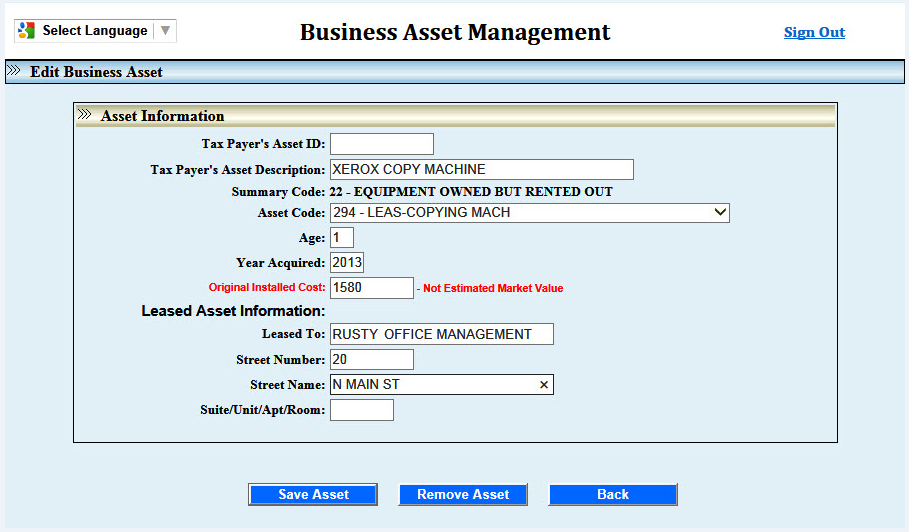 Select Language ▼
Business Asset Management
Sign Out
Edit Business Asset
Asset Information
Tax Payer's Asset ID:
Tax Payer's Asset Description: XEROX COPY MACHINE
Summary Code: 22 - EQUIPMENT OWNED BUT RENTED OUT
Asset Code: 294 - LEAS-COPYING MACH
Age: 1
Year Acquired: 2013
Original Installed Cost: 1580 - Not Estimated Market Value
Leased Asset Information:
Leased To: RUSTY OFFICE MANAGEMENT
Street Number: 20
Street Name: N MAIN ST ×
Suite/Unit/Apt/Room:
Save Asset Remove Asset Back